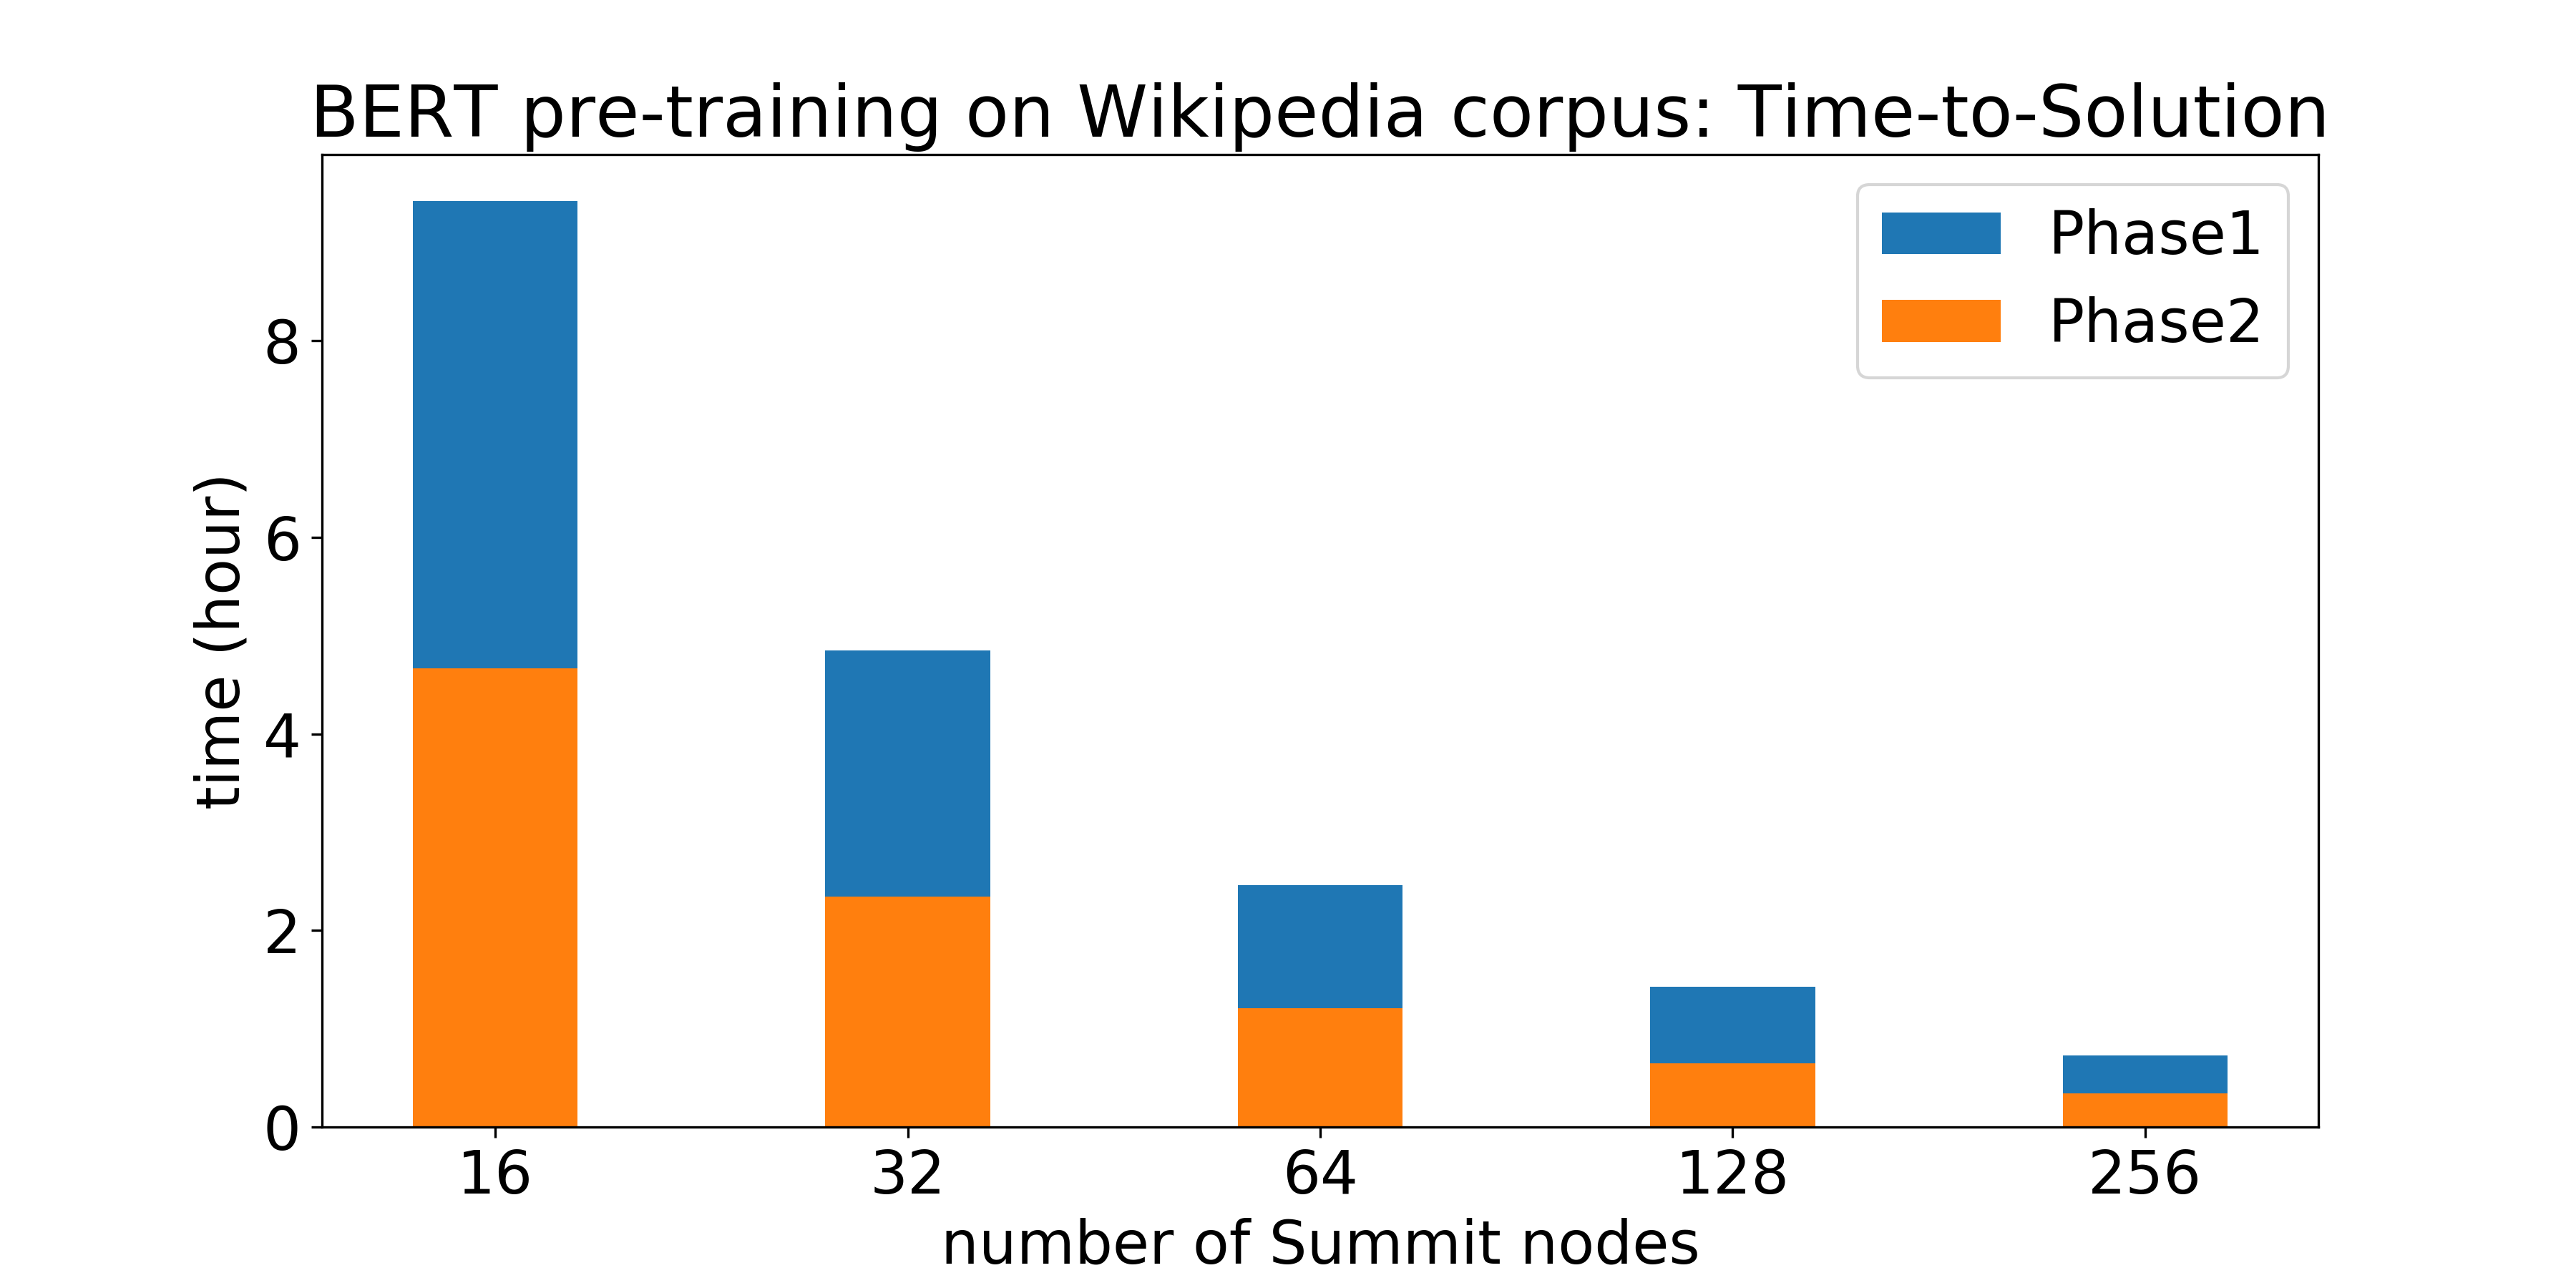 BERT pre-training on Wikipedia corpus: Time-to-Solution
Phase1
Phase2
time (hour)
8
6
4
2
0
16 32 64 128 256
number of Summit nodes